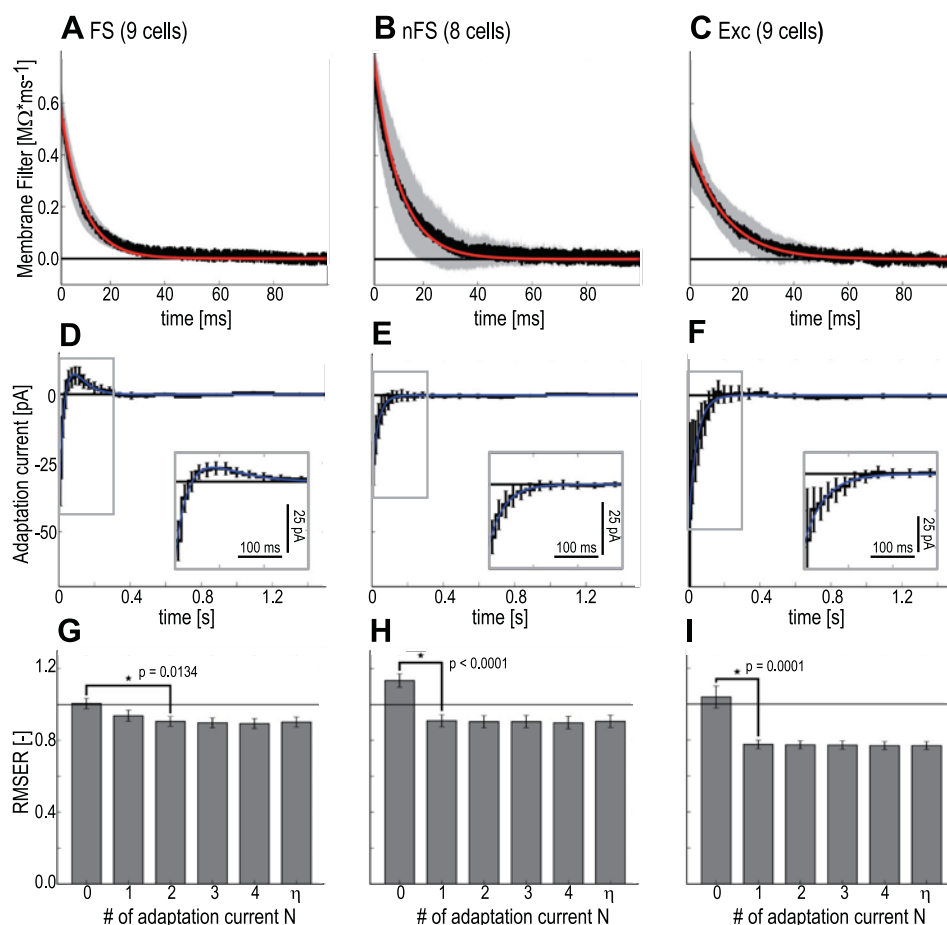 A FS (9 cells)
B nFS (8 cells)
C Exc (9 cells)
Membrane Filter [MΩ*ms-1]
0.6
0.4
0.2
0.0
0 20 40 60 80
0 20 40 60 80
0 20 40 60 80
time [ms]
time [ms]
time [ms]
D
E
F
Adaptation current [pA]
0
-25
-50
25 pA
100 ms
25 pA
100 ms
25 pA
100 ms
0 0.4 0.8 1.2
0 0.4 0.8 1.2
0 0.4 0.8 1.2
time [s]
time [s]
time [s]
G
H
I
RMSER [-]
1.2
0.8
0.4
0.0
* p = 0.0134
* p < 0.0001
* p = 0.0001
0 1 2 3 4 η
0 1 2 3 4 η
0 1 2 3 4 η
# of adaptation current N
# of adaptation current N
# of adaptation current N